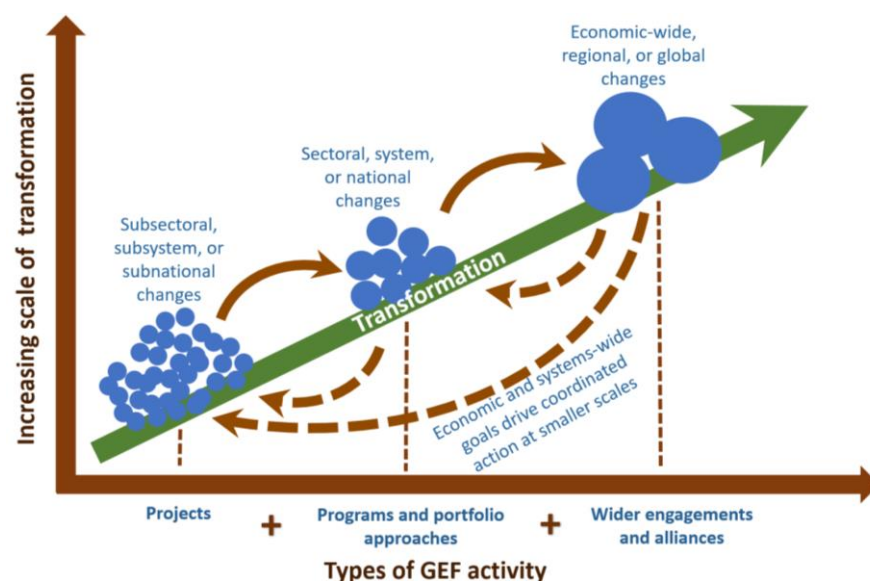 Increasing scale of transformation
Economic-wide,
regional, or global
changes
Sectoral, system,
or national
changes
Subsectoral,
subsystem, or
subnational
changes
Transformation
Economic and systems-wide
goals drive coordinated
action at smaller scales
Projects
+
Programs and portfolio
approaches
+
Wider engagements
and alliances
Types of GEF activity